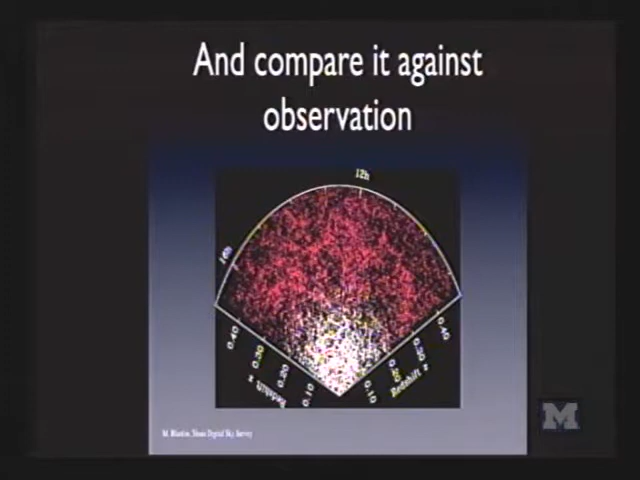 And compare it against
observation
12h
14h
0.40
0.30
0.20
0.10
Redshift z
0.10
0.20
0.30
0.40
Redshift z
M. Blanton, Sloan Digital Sky Survey
M